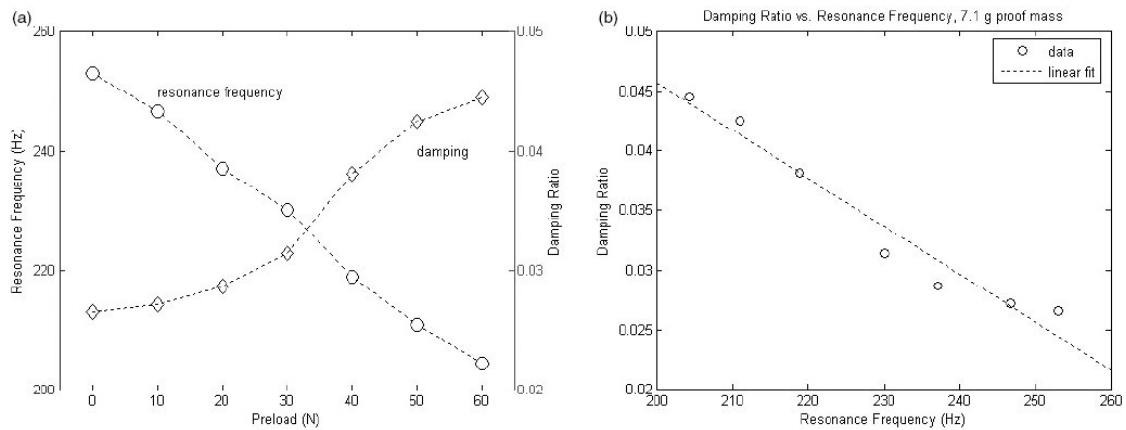 (a)
260
240
220
200
Resonance Frequency (Hz)
resonance frequency
damping
0.05
0.04
0.03
0.02
Damping Ratio
0 10 20 30 40 50 60
Preload (N)
(b)
Damping Ratio vs. Resonance Frequency, 7.1 g proof mass
0.05
0.045
0.04
0.035
0.03
0.025
0.02
Damping Ratio
data
linear fit
200 210 220 230 240 250 260
Resonance Frequency (Hz)